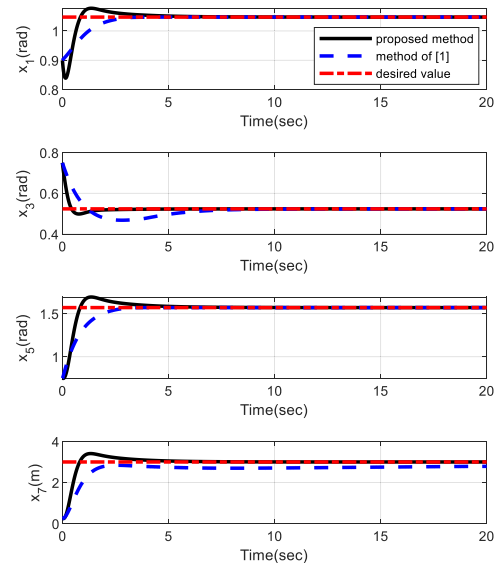 x1(rad)
1
0.9
0.8
proposed method
method of [1]
desired value
0 5 10 15 20
Time(sec)
x3(rad)
0.8
0.6
0.4
0 5 10 15 20
Time(sec)
x5(rad)
1.5
1
0 5 10 15 20
Time(sec)
x7(m)
4
2
0
0 5 10 15 20
Time(sec)